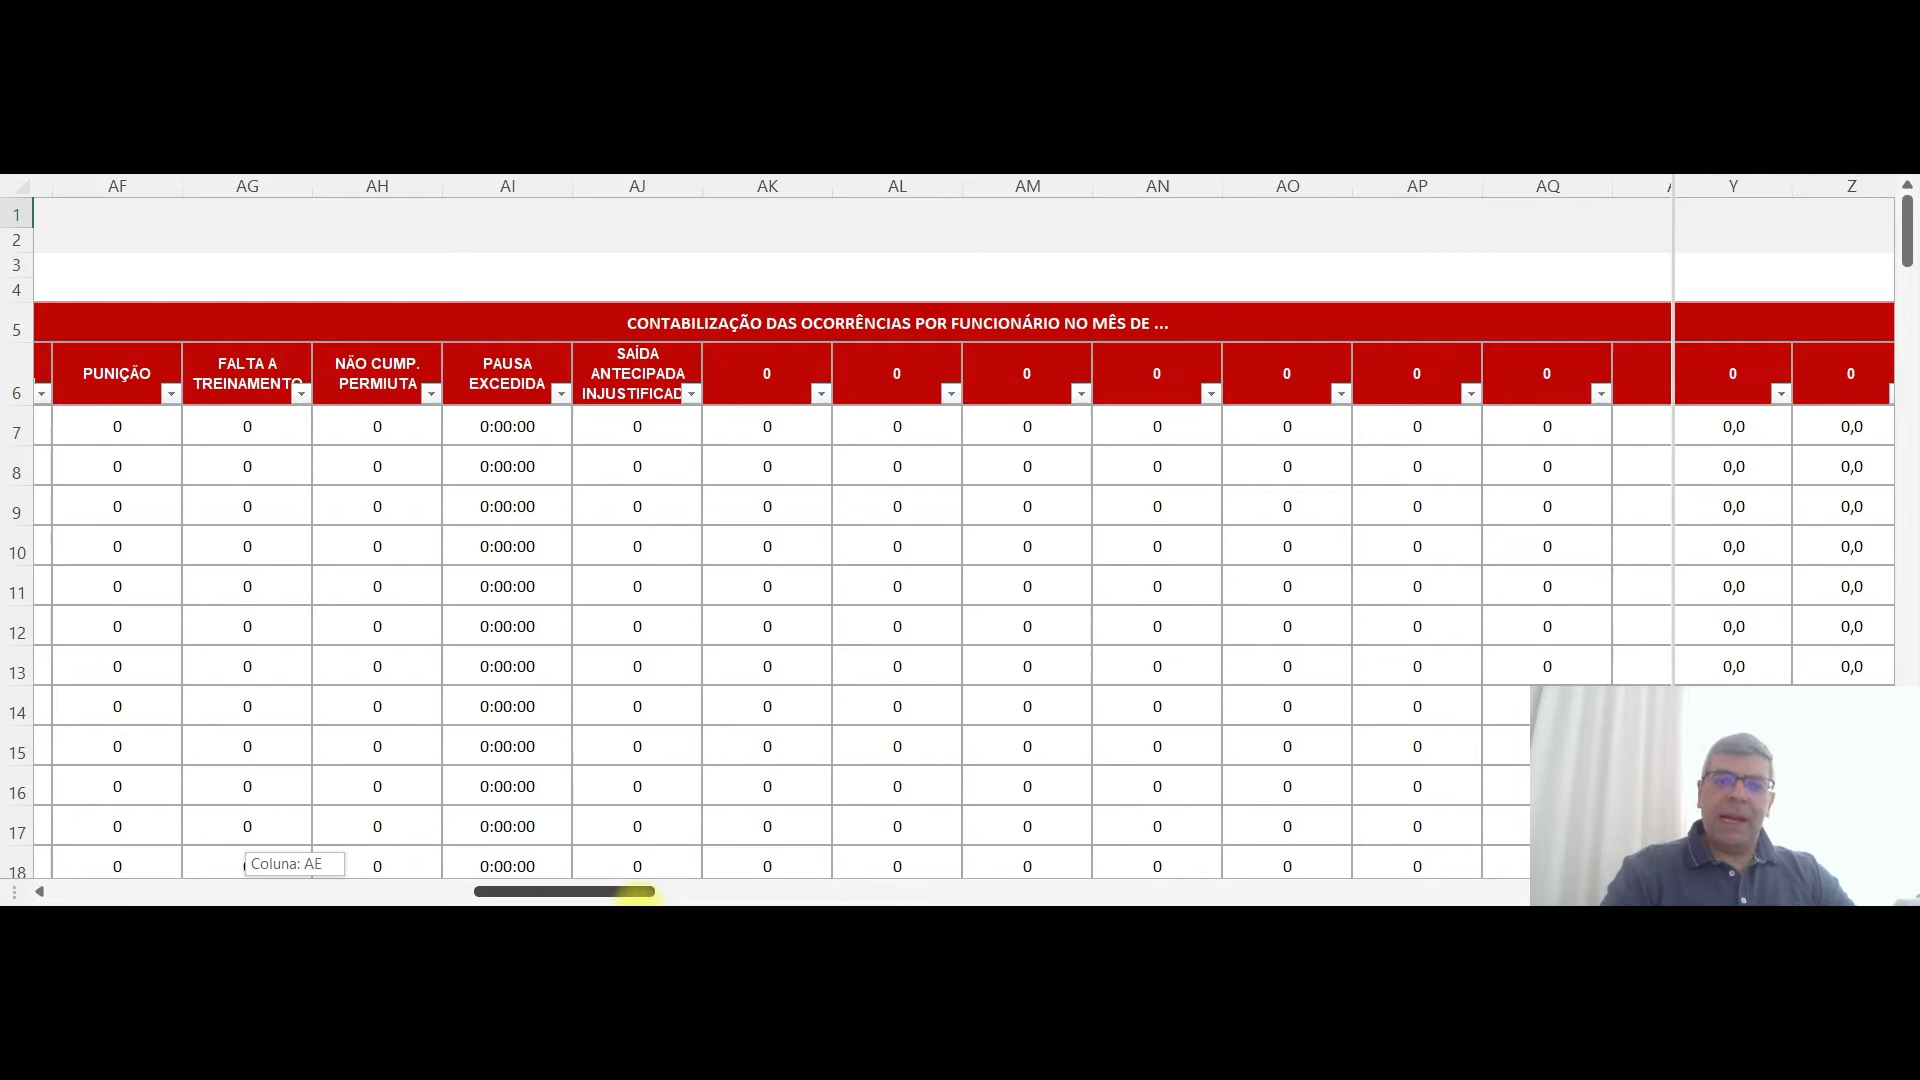 AF AG AH AI AJ AK AL AM AN AO AP AQ Y Z
1
2
3
4
5 CONTABILIZAÇÃO DAS OCORRÊNCIAS POR FUNCIONÁRIO NO MÊS DE ...
6 PUNIÇÃO FALTA A TREINAMENTO NÃO CUMP. PERMIUTA PAUSA EXCEDIDA SAÍDA ANTECIPADA INJUSTIFICAD 0 0 0 0 0 0 0 0 0
7 0 0 0 0:00:00 0 0 0 0 0 0 0 0 0,0 0,0
8 0 0 0 0:00:00 0 0 0 0 0 0 0 0 0,0 0,0
9 0 0 0 0:00:00 0 0 0 0 0 0 0 0 0,0 0,0
10 0 0 0 0:00:00 0 0 0 0 0 0 0 0 0,0 0,0
11 0 0 0 0:00:00 0 0 0 0 0 0 0 0 0,0 0,0
12 0 0 0 0:00:00 0 0 0 0 0 0 0 0 0,0 0,0
13 0 0 0 0:00:00 0 0 0 0 0 0 0 0 0,0 0,0
14 0 0 0 0:00:00 0 0 0 0 0 0 0
15 0 0 0 0:00:00 0 0 0 0 0 0 0
16 0 0 0 0:00:00 0 0 0 0 0 0 0
17 0 0 0 0:00:00 0 0 0 0 0 0 0
18 0 0 0:00:00 0 0 0 0 0 0 0
Coluna: AE